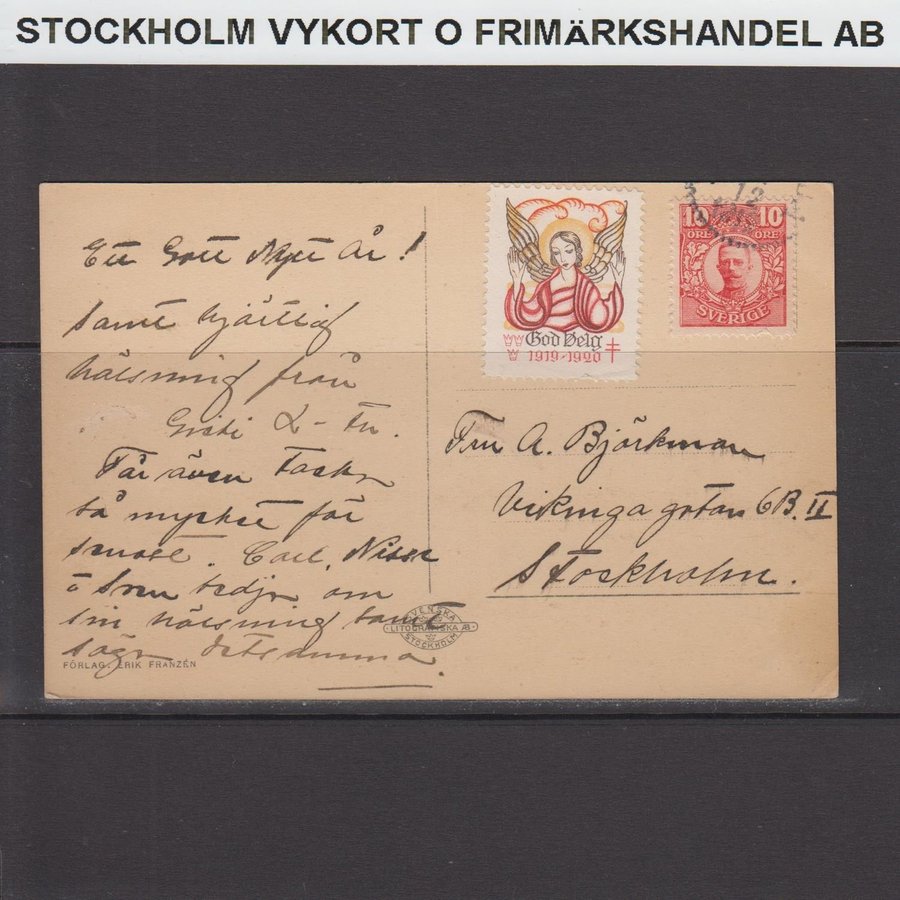 STOCKHOLM VYKORT O FRIMÄRKSHANDEL AB
Ett Gott Nytt År!
samt hjärtlig
hälsning från
Får även Tacka
så mycket för
senast. Carl, Nisse
o Sven bedja om
sin hälsning samt
säga detsamma.
FÖRLAG. ERIK FRANZÉN
SVENSKA
LITOGRAFISKA AB
STOCKHOLM
God Helg
1919-1920
12
10 10
ÖRE ÖRE
SVERIGE
Fru A. Björkman
Vikingagatan 6B. II
Stockholm.